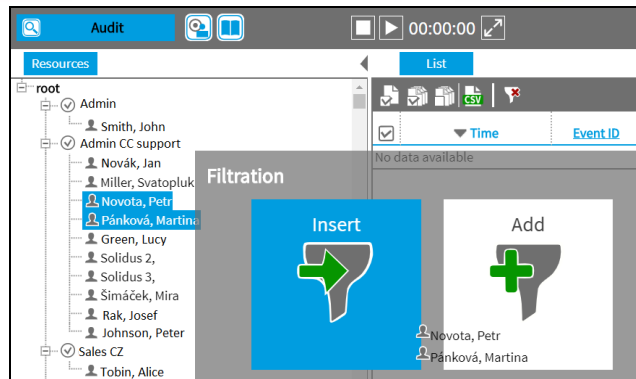 Audit
00:00:00
Resources
List
root
Admin
Smith, John
Admin CC support
Novák, Jan
Miller, Svatopluk
Novota, Petr
Pánková, Martina
Green, Lucy
Solidus 2,
Solidus 3,
Šimáček, Mira
Rak, Josef
Johnson, Peter
Sales CZ
Tobin, Alice
CSV
Time Event ID
No data available
Filtration
Insert
Add
Novota, Petr
Pánková, Martina